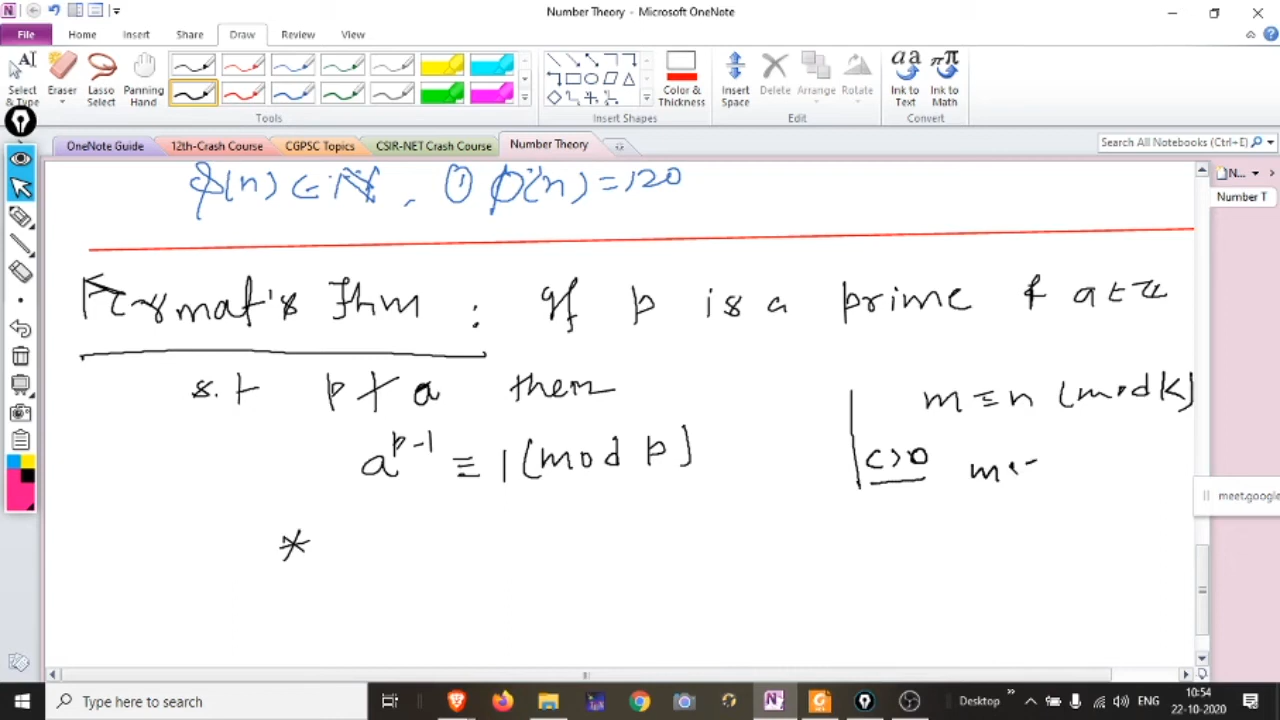 Number Theory - Microsoft OneNote
File Home Insert Share Draw Review View
Select & Type Eraser Lasso Select Panning Hand Color & Thickness Insert Space Delete Arrange Rotate Ink to Text Ink to Math
Tools Insert Shapes Edit Convert
OneNote Guide 12th-Crash Course CGPSC Topics CSIR-NET Crash Course Number Theory Search All Notebooks (Ctrl+E)
N...
Number T
φ(n) ∈ N, ① φ(n) = 120
Fermat's Thm : If p is a prime & a ∈ ℤ
s.t p ∤ a then
m ≡ n (mod k)
a^{p-1} ≡ 1 (mod p)
c>0 m
meet.google
*
Type here to search Desktop ENG 10:54
22-10-2020